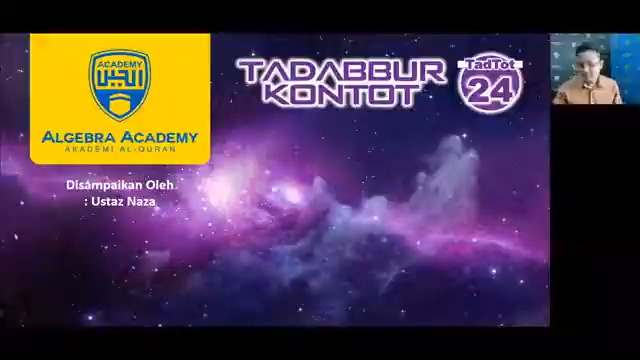 ACADEMY
ALGEBRA ACADEMY
AKADEMI AL-QURAN
Disampaikan Oleh
: Ustaz Naza
TADABBUR
KONTOT
TadTot
24